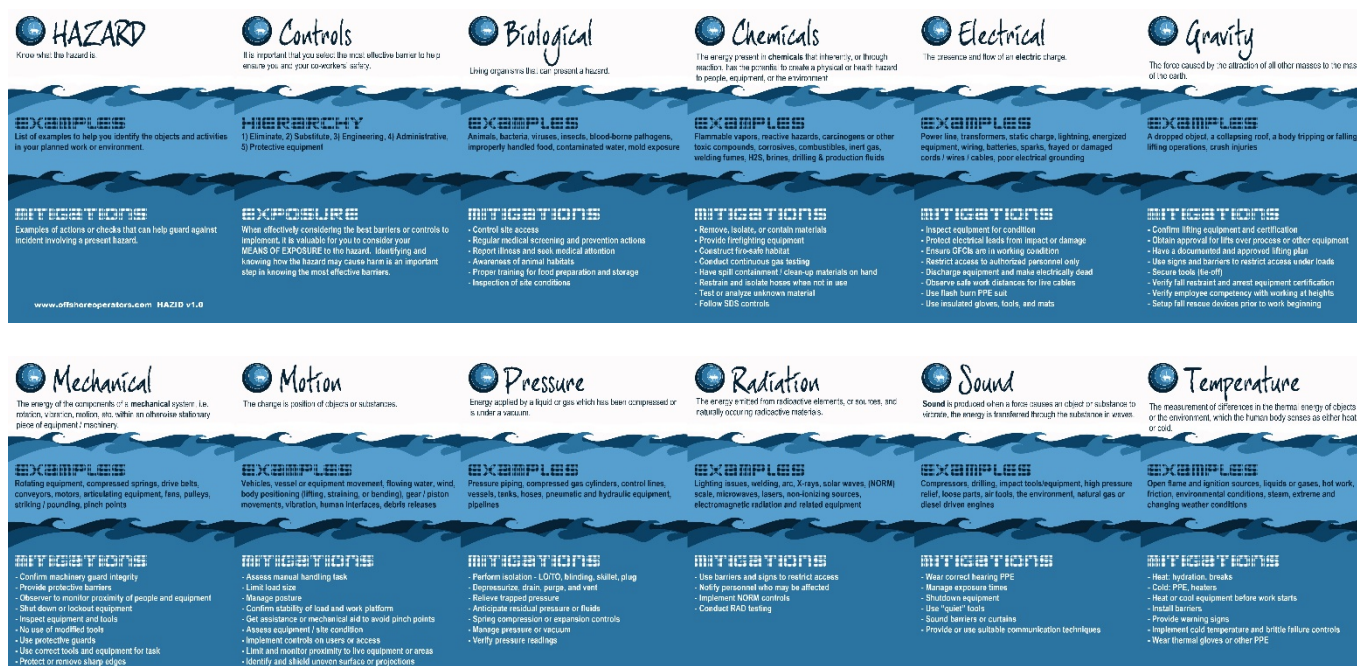 HAZARD
Know what the hazard is.
EXAMPLES
List of examples to help you identify the objects and activities
in your planned work or environment.
MITIGATIONS
Examples of actions or checks that can help guard against
incident involving a present hazard.
www.offshoreoperators.com HAZID v1.0
Controls
It is important that you select the most effective barrier to help
ensure you and your co-workers' safety.
HIERARCHY
1) Eliminate, 2) Substitute, 3) Engineering, 4) Administrative,
5) Protective equipment
EXPOSURE
When effectively considering the best barriers or controls to
implement, it is valuable for you to consider your
MEANS OF EXPOSURE to the hazard. Identifying and
knowing how the hazard may cause harm is an important
step in knowing the most effective barriers.
Biological
Living organisms that can present a hazard.
EXAMPLES
Animals, bacteria, viruses, insects, blood-borne pathogens,
improperly handled food, contaminated water, mold exposure
MITIGATIONS
- Control site access
- Regular medical screening and prevention actions
- Report illness and seek medical attention
- Awareness of animal habitats
- Proper training for food preparation and storage
- Inspection of site conditions
Chemicals
The energy present in chemicals that inherently, or through
reaction, has the potential to create a physical or health hazard
to people, equipment, or the environment
EXAMPLES
Flammable vapors, reactive hazards, carcinogens or other
toxic compounds, corrosives, combustibles, inert gas,
welding fumes, H2S, brines, drilling & production fluids
MITIGATIONS
- Remove, isolate, or contain materials
- Provide firefighting equipment
- Construct fire-safe habitat
- Conduct continuous gas testing
- Have spill containment / clean-up materials on hand
- Restrain and isolate hoses when not in use
- Test or analyze unknown material
- Follow SDS controls
Electrical
The presence and flow of an electric charge.
EXAMPLES
Power line, transformers, static charge, lightning, energized
equipment, wiring, batteries, sparks, frayed or damaged
cords / wires / cables, poor electrical grounding
MITIGATIONS
- Inspect equipment for condition
- Protect electrical leads from impact or damage
- Ensure GFCIs are in working condition
- Restrict access to authorized personnel only
- Discharge equipment and make electrically dead
- Observe safe work distances for live cables
- Use flash burn PPE suit
- Use insulated gloves, tools, and mats
Gravity
The force caused by the attraction of all other masses to the mas
of the earth.
EXAMPLES
A dropped object, a collapsing roof, a body tripping or falling
lifting operations, crush injuries
MITIGATIONS
- Confirm lifting equipment and certification
- Obtain approval for lifts over process or other equipment
- Have a documented and approved lifting plan
- Use signs and barriers to restrict access under loads
- Secure tools (tie-off)
- Verify fall restraint and arrest equipment certification
- Verify employee competency with working at heights
- Setup fall rescue devices prior to work beginning
Mechanical
The energy of the components of a mechanical system, i.e.
rotation, vibration, motion, etc. within an otherwise stationary
piece of equipment / machinery.
EXAMPLES
Rotating equipment, compressed springs, drive belts,
conveyors, motors, articulating equipment, fans, pulleys,
striking / pounding, pinch points
MITIGATIONS
- Confirm machinery guard integrity
- Provide protective barriers
- Observer to monitor proximity of people and equipment
- Shut down or lockout equipment
- Inspect equipment and tools
- No use of modified tools
- Use protective guards
- Use correct tools and equipment for task
- Protect or remove sharp edges
Motion
The change is position of objects or substances.
EXAMPLES
Vehicles, vessel or equipment movement, flowing water, wind,
body positioning (lifting, straining, or bending), gear / piston
movements, vibration, human interfaces, debris releases
MITIGATIONS
- Assess manual handling task
- Limit load size
- Manage posture
- Confirm stability of load and work platform
- Get assistance or mechanical aid to avoid pinch points
- Assess equipment / site condition
- Implement controls on users or access
- Limit and monitor proximity to live equipment or areas
- Identify and shield uneven surface or projections
Pressure
Energy applied by a liquid or gas which has been compressed or
is under a vacuum.
EXAMPLES
Pressure piping, compressed gas cylinders, control lines,
vessels, tanks, hoses, pneumatic and hydraulic equipment,
pipelines
MITIGATIONS
- Perform isolation - LO/TO, blinding, skillet, plug
- Depressurize, drain, purge, and vent
- Relieve trapped pressure
- Anticipate residual pressure or fluids
- Spring compression or expansion controls
- Manage pressure or vacuum
- Verify pressure readings
Radiation
The energy emitted from radioactive elements, or sources, and
naturally occuring radioactive materials.
EXAMPLES
Lighting issues, welding, arc, X-rays, solar waves, (NORM)
scale, microwaves, lasers, non-ionizing sources,
electromagnetic radiation and related equipment
MITIGATIONS
- Use barriers and signs to restrict access
- Notify personnel who may be affected
- Implement NORM controls
- Conduct RAD testing
Sound
Sound is produced when a force causes an object or substance to
vibrate, the energy is transferred through the substance in waves.
EXAMPLES
Compressors, drilling, impact tools/equipment, high pressure
relief, loose parts, air tools, the environment, natural gas or
diesel driven engines
MITIGATIONS
- Wear correct hearing PPE
- Manage exposure times
- Shutdown equipment
- Use "quiet" tools
- Sound barriers or curtains
- Provide or use suitable communication techniques
Temperature
The measurement of differences in the thermal energy of objects
or the environment, which the human body senses as either heat
or cold.
EXAMPLES
Open flame and ignition sources, liquids or gases, hot work,
friction, environmental conditions, steam, extreme and
changing weather conditions
MITIGATIONS
- Heat: hydration, breaks
- Cold: PPE, heaters
- Heat or cool equipment before work starts
- Install barriers
- Provide warning signs
- Implement cold temperature and brittle failure controls
- Wear thermal gloves or other PPE